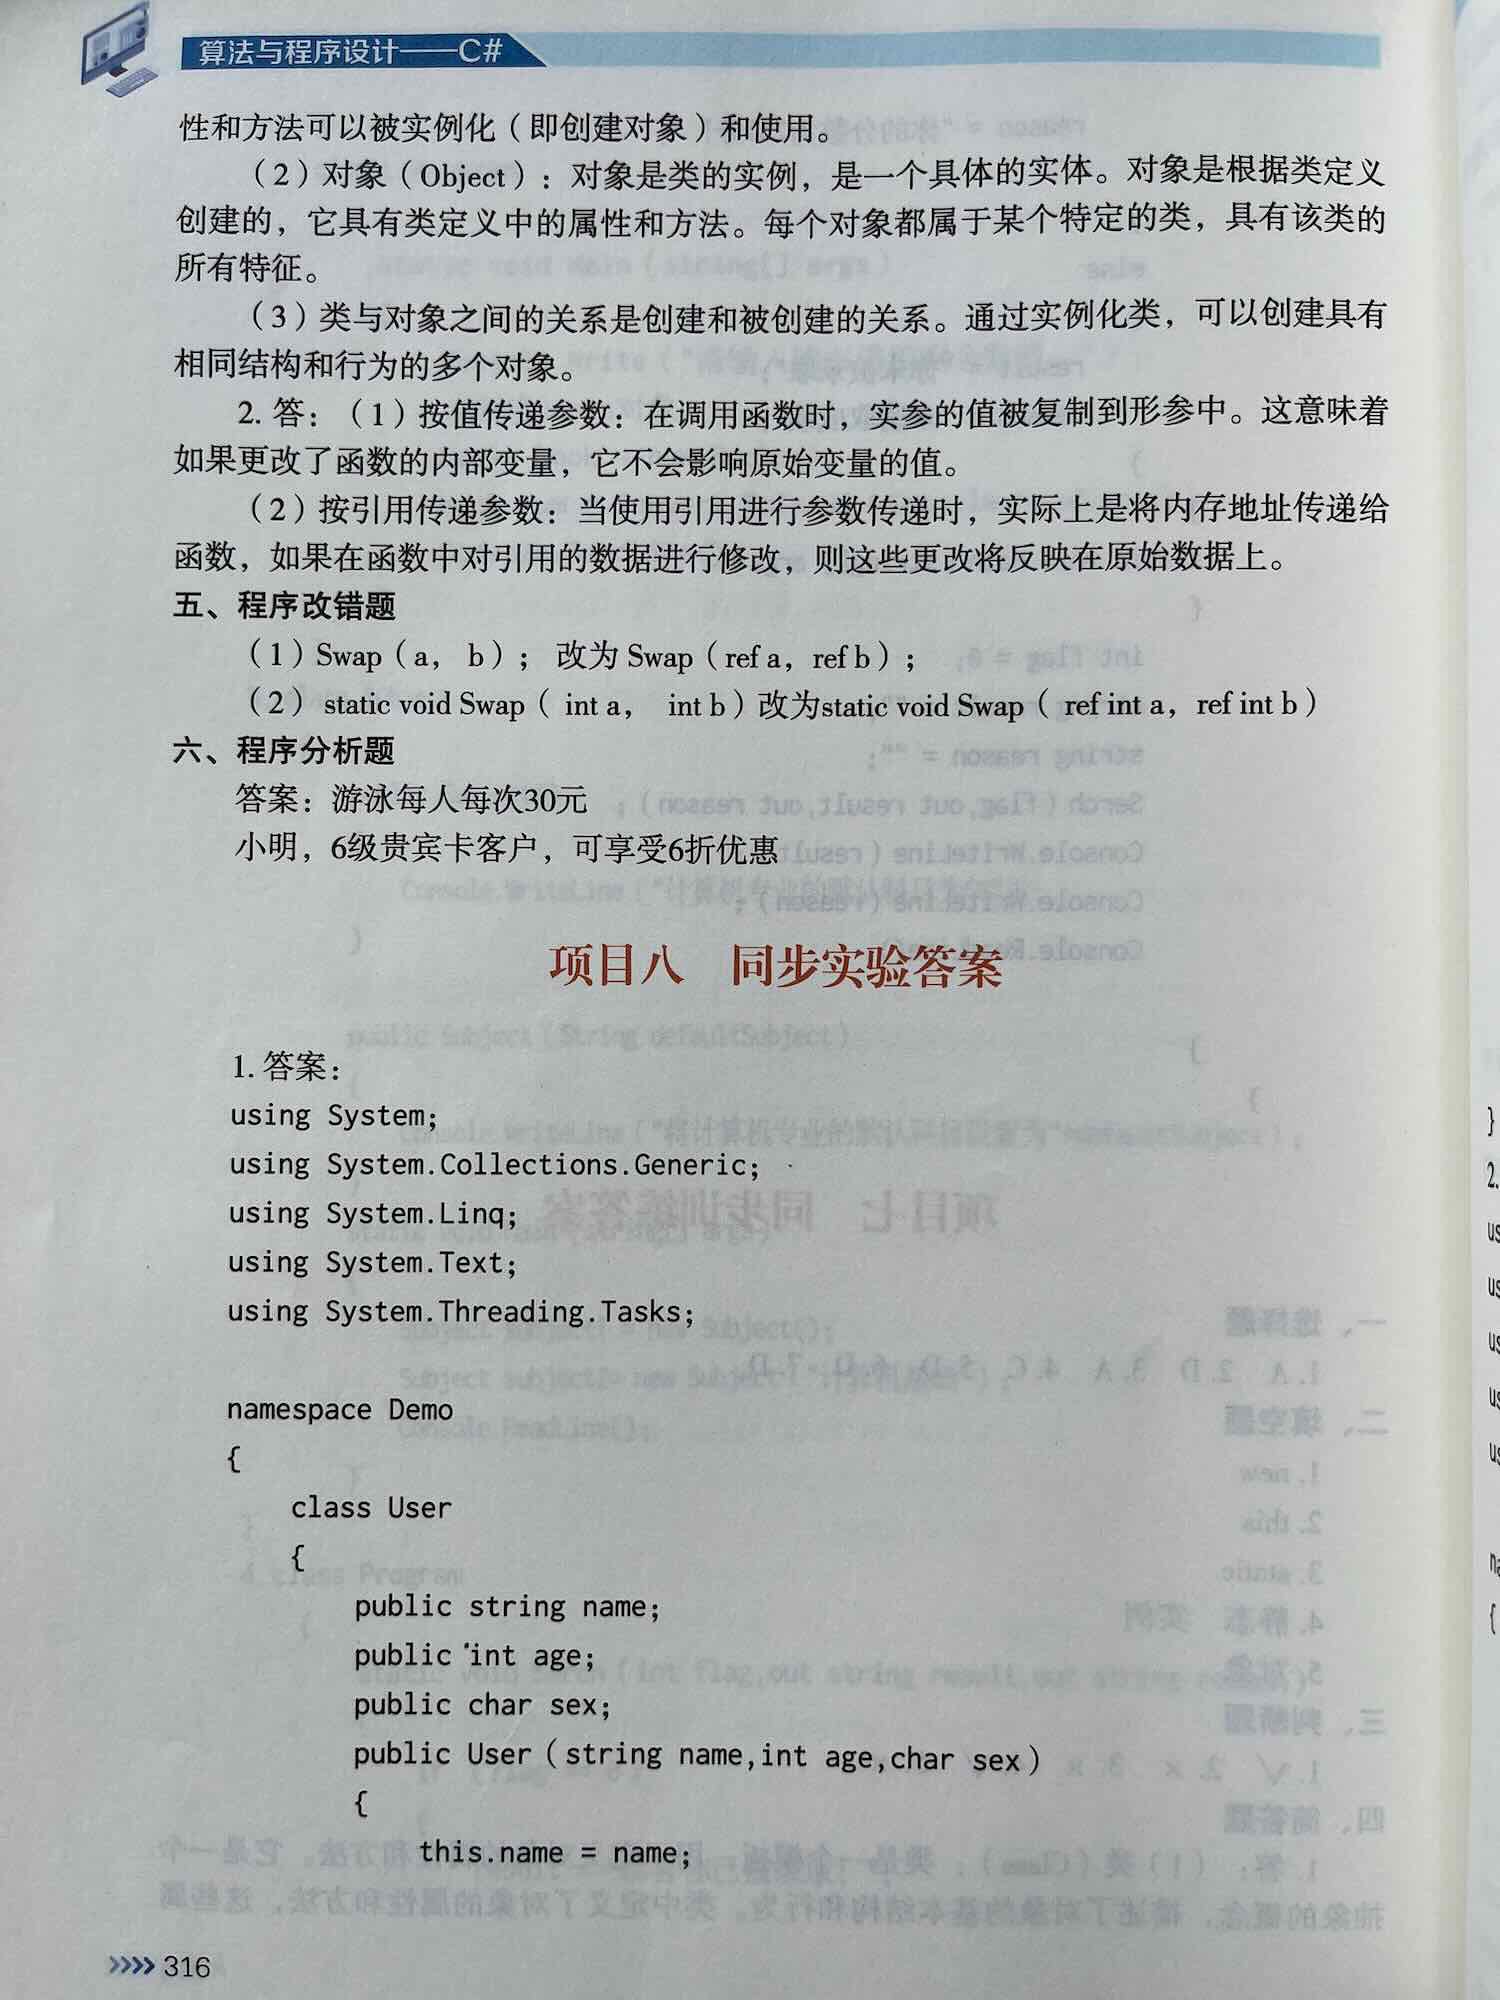 算法与程序设计——C#
性和方法可以被实例化（即创建对象）和使用。
（2）对象（Object）：对象是类的实例，是一个具体的实体。对象是根据类定义
创建的，它具有类定义中的属性和方法。每个对象都属于某个特定的类，具有该类的
所有特征。
（3）类与对象之间的关系是创建和被创建的关系。通过实例化类，可以创建具有
相同结构和行为的多个对象。
2. 答：（1）按值传递参数：在调用函数时，实参的值被复制到形参中。这意味着
如果更改了函数的内部变量，它不会影响原始变量的值。
（2）按引用传递参数：当使用引用进行参数传递时，实际上是将内存地址传递给
函数，如果在函数中对引用的数据进行修改，则这些更改将反映在原始数据上。
五、程序改错题
（1）Swap（a， b）； 改为 Swap（ref a，ref b）；
（2） static void Swap（ int a， int b）改为static void Swap（ ref int a，ref int b）
六、程序分析题
答案：游泳每人每次30元
小明，6级贵宾卡客户，可享受6折优惠
项目八 同步实验答案
1. 答案：
using System;
using System.Collections.Generic;
using System.Linq;
using System.Text;
using System.Threading.Tasks;
namespace Demo
{
class User
{
public string name;
public int age;
public char sex;
public User（string name,int age,char sex）
{
this.name = name;
316